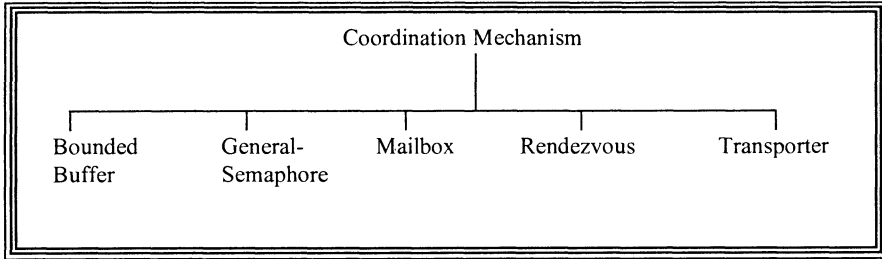 Coordination Mechanism
Bounded General- Mailbox Rendezvous Transporter
Buffer Semaphore